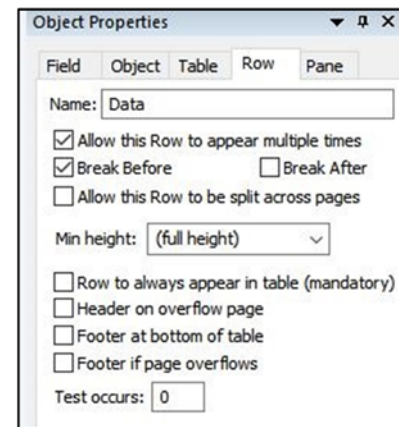 Object Properties
Field Object Table Row Pane
Name: Data
Allow this Row to appear multiple times
Break Before Break After
Allow this Row to be split across pages
Min height: (full height)
Row to always appear in table (mandatory)
Header on overflow page
Footer at bottom of table
Footer if page overflows
Test occurs: 0